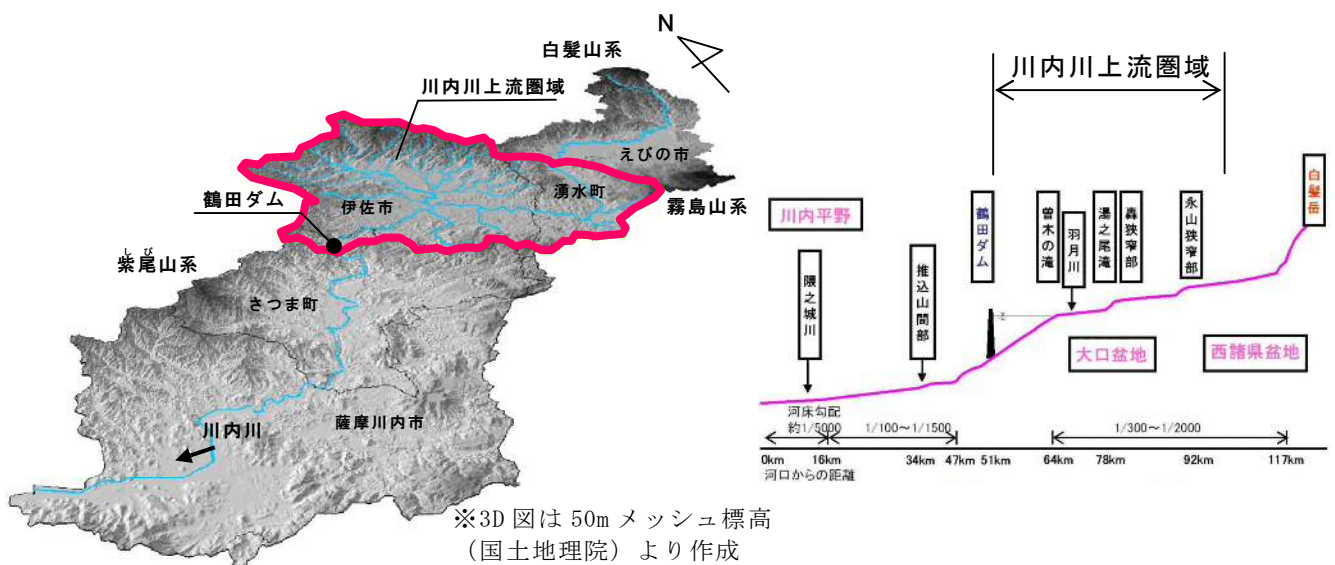 N
白髪山系
川内川上流圏域
えびの市
鶴田ダム
伊佐市
湧水町
霧島山系
しび
紫尾山系
さつま町
薩摩川内市
川内川
※3D 図は 50m メッシュ標高
（国土地理院）より作成
川内川上流圏域
白髪岳
川内平野
鶴田ダム
曽木の滝
羽月川
湯之尾滝
轟狭窄部
永山狭窄部
隈之城川
推込山間部
大口盆地
西諸県盆地
河床勾配
約1/5000
1/100～1/1500
1/300～1/2000
0km
16km
34km
47km
51km
64km
78km
92km
117km
河口からの距離